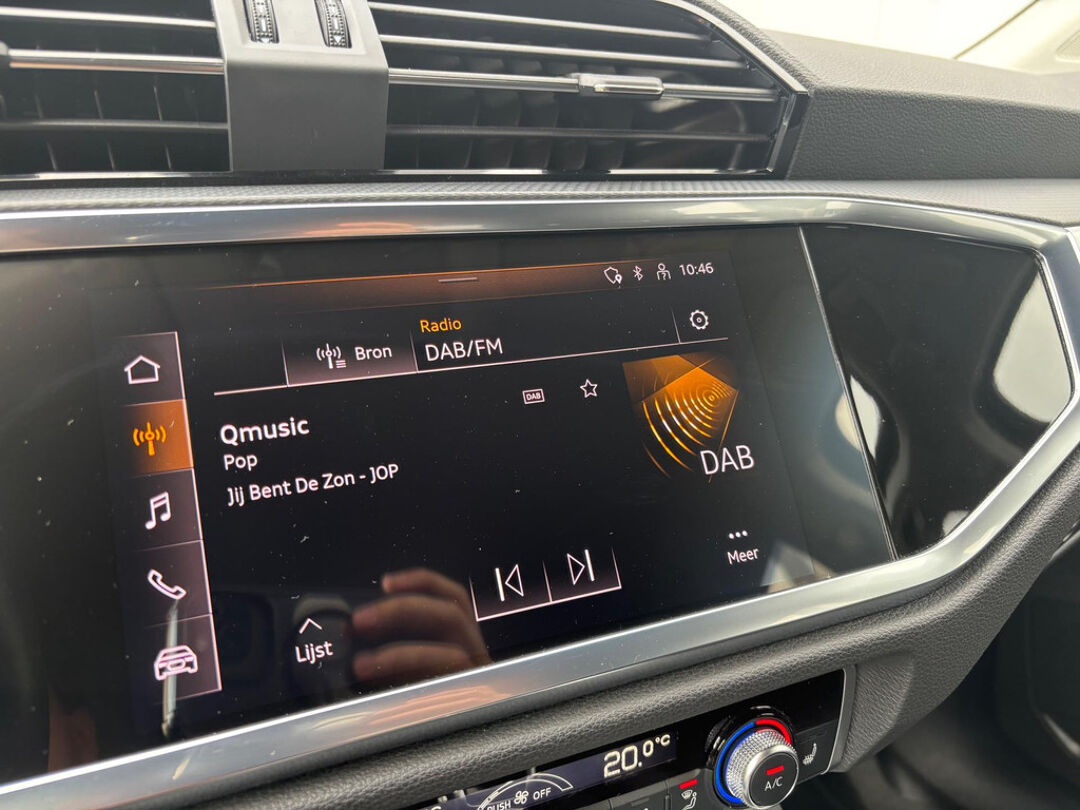 10:46
Radio
Bron
DAB/FM
DAB
Qmusic
Pop
Jij Bent De Zon - JOP
DAB
Meer
Lijst
20.0°C
PUSH OFF
A/C